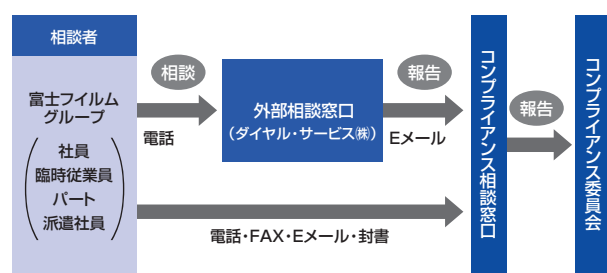 相談者
富士フイルム
グループ
社員
臨時従業員
パート
派遣社員
相談
電話
外部相談窓口
（ダイヤル・サービス㈱）
報告
Eメール
電話・FAX・Eメール・封書
コンプライアンス相談窓口
報告
コンプライアンス委員会